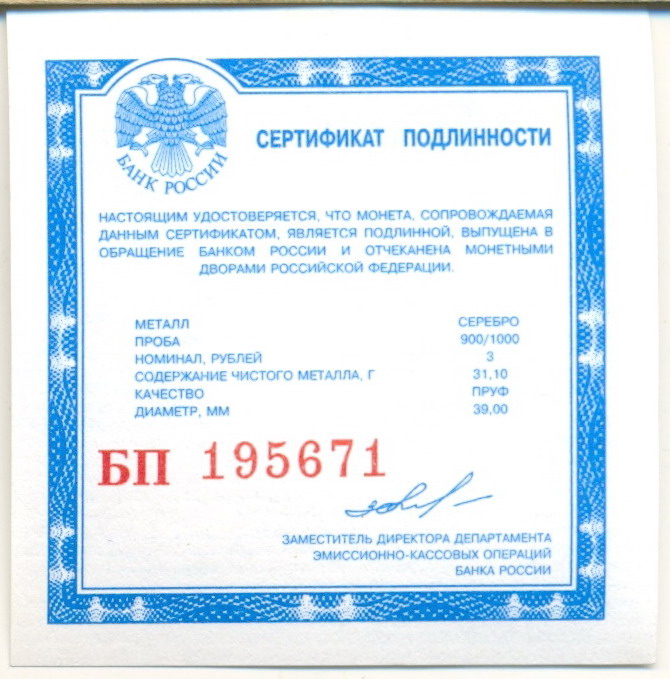 СЕРТИФИКАТ ПОДЛИННОСТИ
БАНК РОССИИ
НАСТОЯЩИМ УДОСТОВЕРЯЕТСЯ, ЧТО МОНЕТА, СОПРОВОЖДАЕМАЯ
ДАННЫМ СЕРТИФИКАТОМ, ЯВЛЯЕТСЯ ПОДЛИННОЙ, ВЫПУЩЕНА В
ОБРАЩЕНИЕ БАНКОМ РОССИИ И ОТЧЕКАНЕНА МОНЕТНЫМИ
ДВОРАМИ РОССИЙСКОЙ ФЕДЕРАЦИИ.
МЕТАЛЛ СЕРЕБРО
ПРОБА 900/1000
НОМИНАЛ, РУБЛЕЙ 3
СОДЕРЖАНИЕ ЧИСТОГО МЕТАЛЛА, Г 31,10
КАЧЕСТВО ПРУФ
ДИАМЕТР, ММ 39,00
БП 195671
ЗАМЕСТИТЕЛЬ ДИРЕКТОРА ДЕПАРТАМЕНТА
ЭМИССИОННО-КАССОВЫХ ОПЕРАЦИЙ
БАНКА РОССИИ